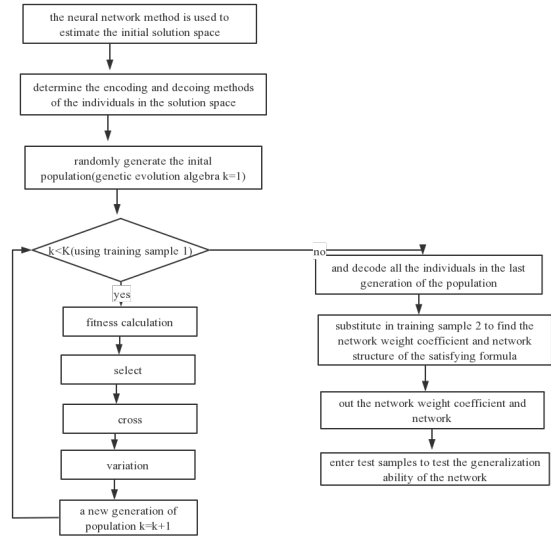 the neural network method is used to
estimate the initial solution space
determine the encoding and decoing methods
of the individuals in the solution space
randomly generate the inital
population(genetic evolution algebra k=1)
k<K(using training sample 1)
no
yes
fitness calculation
select
cross
variation
a new generation of
population k=k+1
and decode all the individuals in the last
generation of the population
substitute in training sample 2 to find the
network weight coefficient and network
structure of the satisfying formula
out the network weight coefficient and
network
enter test samples to test the generalization
ability of the network